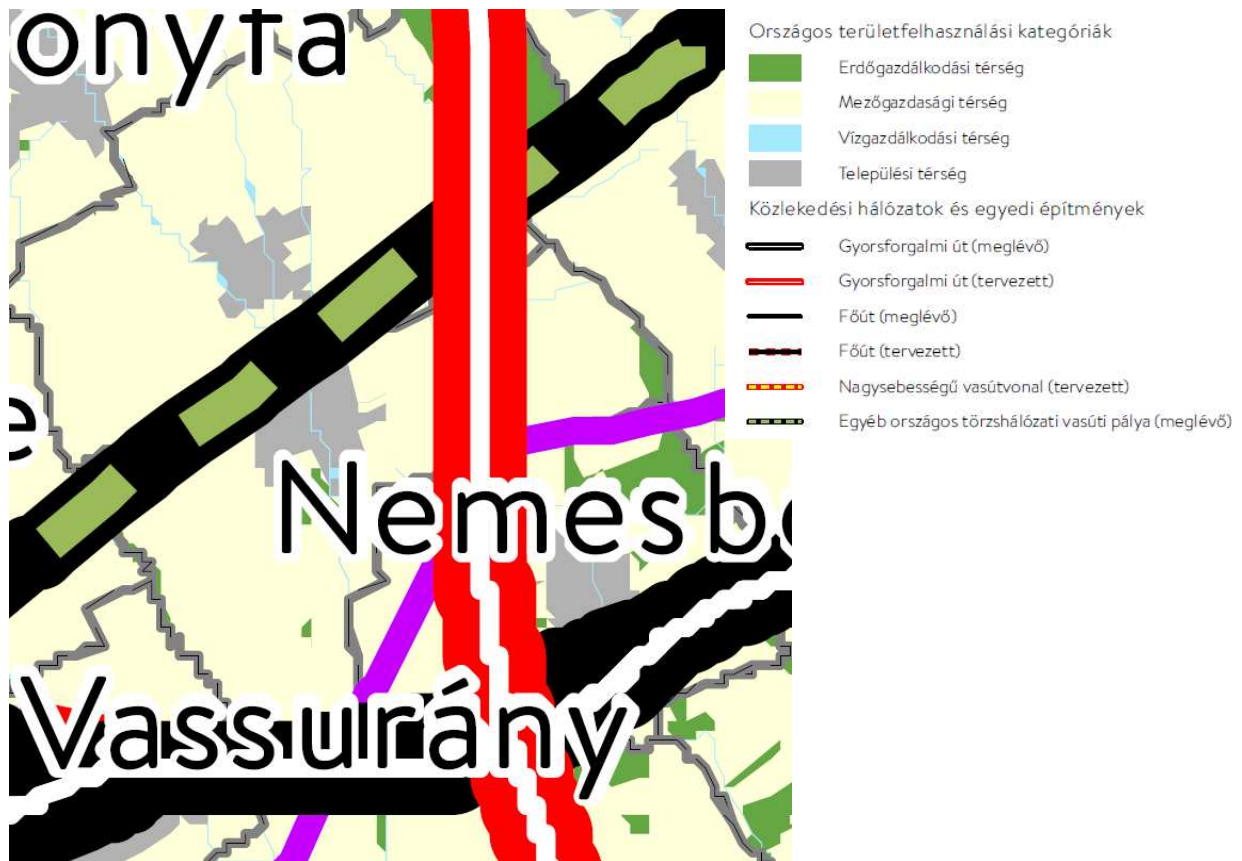 onyfa
e
Nemesb
Vassurány
Országos területfelhasználási kategóriák
Erdőgazdálkodási térség
Mezőgazdasági térség
Vízgazdálkodási térség
Települési térség
Közlekedési hálózatok és egyedi építmények
Gyorsforgalmi út (meglévő)
Gyorsforgalmi út (tervezett)
Főút (meglévő)
Főút (tervezett)
Nagysebességű vasútvonal (tervezett)
Egyéb országos törzshálózati vasúti pálya (meglévő)